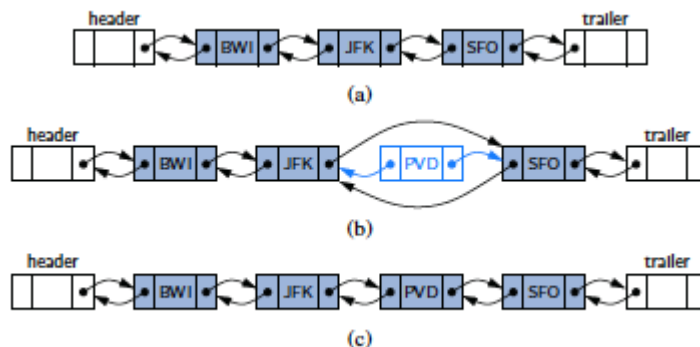 header trailer
BWI JFK SFO
(a)
header trailer
BWI JFK PVD SFO
(b)
header trailer
BWI JFK PVD SFO
(c)